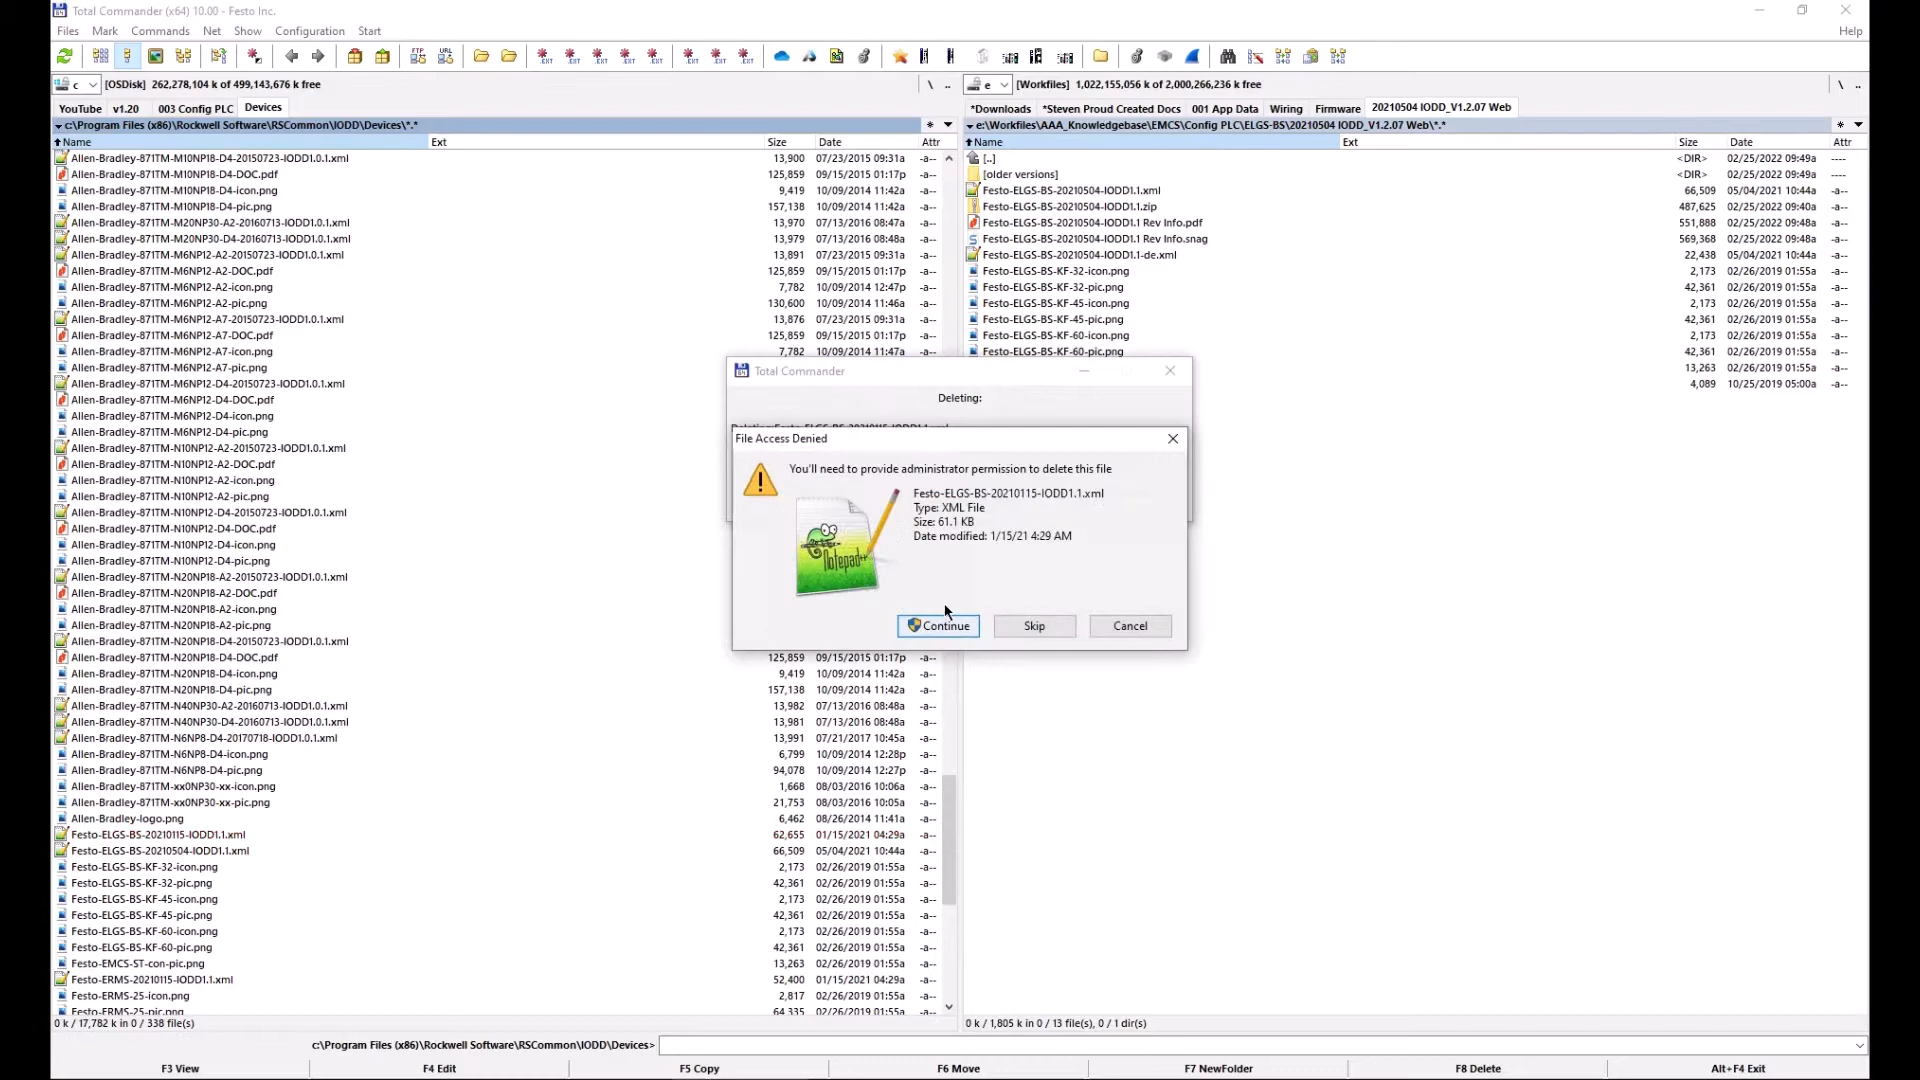 Total Commander (x64) 10.00 - Festo Inc.
Files Mark Commands Net Show Configuration Start Help
c [OSDisk] 262,278,104 k of 499,143,676 k free \ ..
YouTube v1.20 003 Config PLC Devices
c:\Program Files (x86)\Rockwell Software\RSCommon\IODD\Devices\*.*
Name Ext Size Date Attr
Allen-Bradley-871TM-M10NP18-D4-20150723-IODD1.0.1.xml 13,900 07/23/2015 09:31a -a--
Allen-Bradley-871TM-M10NP18-D4-DOC.pdf 125,859 09/15/2015 01:17p -a--
Allen-Bradley-871TM-M10NP18-D4-icon.png 9,419 10/09/2014 11:42a -a--
Allen-Bradley-871TM-M10NP18-D4-pic.png 157,138 10/09/2014 11:42a -a--
Allen-Bradley-871TM-M20NP30-A2-20160713-IODD1.0.1.xml 13,970 07/13/2016 08:47a -a--
Allen-Bradley-871TM-M20NP30-D4-20160713-IODD1.0.1.xml 13,979 07/13/2016 08:48a -a--
Allen-Bradley-871TM-M6NP12-A2-20150723-IODD1.0.1.xml 13,891 07/23/2015 09:31a -a--
Allen-Bradley-871TM-M6NP12-A2-DOC.pdf 125,859 09/15/2015 01:17p -a--
Allen-Bradley-871TM-M6NP12-A2-icon.png 7,782 10/09/2014 12:47p -a--
Allen-Bradley-871TM-M6NP12-A2-pic.png 130,600 10/09/2014 11:46a -a--
Allen-Bradley-871TM-M6NP12-A7-20150723-IODD1.0.1.xml 13,876 07/23/2015 09:31a -a--
Allen-Bradley-871TM-M6NP12-A7-DOC.pdf 125,859 09/15/2015 01:17p -a--
Allen-Bradley-871TM-M6NP12-A7-icon.png 7,782 10/09/2014 11:47a -a--
Allen-Bradley-871TM-M6NP12-A7-pic.png
Allen-Bradley-871TM-M6NP12-D4-20150723-IODD1.0.1.xml
Allen-Bradley-871TM-M6NP12-D4-DOC.pdf
Allen-Bradley-871TM-M6NP12-D4-icon.png
Allen-Bradley-871TM-M6NP12-D4-pic.png
Allen-Bradley-871TM-N10NP12-A2-20150723-IODD1.0.1.xml
Allen-Bradley-871TM-N10NP12-A2-DOC.pdf
Allen-Bradley-871TM-N10NP12-A2-icon.png
Allen-Bradley-871TM-N10NP12-A2-pic.png
Allen-Bradley-871TM-N10NP12-D4-20150723-IODD1.0.1.xml
Allen-Bradley-871TM-N10NP12-D4-DOC.pdf
Allen-Bradley-871TM-N10NP12-D4-icon.png
Allen-Bradley-871TM-N10NP12-D4-pic.png
Allen-Bradley-871TM-N20NP18-A2-20150723-IODD1.0.1.xml
Allen-Bradley-871TM-N20NP18-A2-DOC.pdf
Allen-Bradley-871TM-N20NP18-A2-icon.png
Allen-Bradley-871TM-N20NP18-A2-pic.png
Allen-Bradley-871TM-N20NP18-D4-20150723-IODD1.0.1.xml
Allen-Bradley-871TM-N20NP18-D4-DOC.pdf 125,859 09/15/2015 01:17p -a--
Allen-Bradley-871TM-N20NP18-D4-icon.png 9,419 10/09/2014 11:42a -a--
Allen-Bradley-871TM-N20NP18-D4-pic.png 157,138 10/09/2014 11:42a -a--
Allen-Bradley-871TM-N40NP30-A2-20160713-IODD1.0.1.xml 13,982 07/13/2016 08:48a -a--
Allen-Bradley-871TM-N40NP30-D4-20160713-IODD1.0.1.xml 13,981 07/13/2016 08:48a -a--
Allen-Bradley-871TM-N6NP8-D4-20170718-IODD1.0.1.xml 13,991 07/21/2017 10:45a -a--
Allen-Bradley-871TM-N6NP8-D4-icon.png 6,799 10/09/2014 12:28p -a--
Allen-Bradley-871TM-N6NP8-D4-pic.png 94,078 10/09/2014 12:27p -a--
Allen-Bradley-871TM-xx0NP30-xx-icon.png 1,668 08/03/2016 10:06a -a--
Allen-Bradley-871TM-xx0NP30-xx-pic.png 21,753 08/03/2016 10:05a -a--
Allen-Bradley-logo.png 6,462 08/26/2014 11:41a -a--
Festo-ELGS-BS-20210115-IODD1.1.xml 62,655 01/15/2021 04:29a -a--
Festo-ELGS-BS-20210504-IODD1.1.xml 66,509 05/04/2021 10:44a -a--
Festo-ELGS-BS-KF-32-icon.png 2,173 02/26/2019 01:55a -a--
Festo-ELGS-BS-KF-32-pic.png 42,361 02/26/2019 01:55a -a--
Festo-ELGS-BS-KF-45-icon.png 2,173 02/26/2019 01:55a -a--
Festo-ELGS-BS-KF-45-pic.png 42,361 02/26/2019 01:55a -a--
Festo-ELGS-BS-KF-60-icon.png 2,173 02/26/2019 01:55a -a--
Festo-ELGS-BS-KF-60-pic.png 42,361 02/26/2019 01:55a -a--
Festo-EMCS-ST-con-pic.png 13,263 02/26/2019 01:55a -a--
Festo-ERMS-20210115-IODD1.1.xml 52,400 01/15/2021 04:29a -a--
Festo-ERMS-25-icon.png 2,817 02/26/2019 01:55a -a--
Festo-ERMS-25-pic.png 64,335 02/26/2019 01:55a -a--
0 k / 17,782 k in 0 / 338 file(s)
e [Workfiles] 1,022,155,056 k of 2,000,266,236 k free \ ..
*Downloads *Steven Proud Created Docs 001 App Data Wiring Firmware 20210504 IODD_V1.2.07 Web
e:\Workfiles\AAA_Knowledgebase\EMCS\Config PLC\ELGS-BS\20210504 IODD_V1.2.07 Web\*.*
Name Ext Size Date Attr
[..] <DIR> 02/25/2022 09:49a ----
[older versions] <DIR> 02/25/2022 09:49a ----
Festo-ELGS-BS-20210504-IODD1.1.xml 66,509 05/04/2021 10:44a -a--
Festo-ELGS-BS-20210504-IODD1.1.zip 487,625 02/25/2022 09:40a -a--
Festo-ELGS-BS-20210504-IODD1.1 Rev Info.pdf 551,888 02/25/2022 09:48a -a--
Festo-ELGS-BS-20210504-IODD1.1 Rev Info.snag 569,368 02/25/2022 09:48a -a--
Festo-ELGS-BS-20210504-IODD1.1-de.xml 22,438 05/04/2021 10:44a -a--
Festo-ELGS-BS-KF-32-icon.png 2,173 02/26/2019 01:55a -a--
Festo-ELGS-BS-KF-32-pic.png 42,361 02/26/2019 01:55a -a--
Festo-ELGS-BS-KF-45-icon.png 2,173 02/26/2019 01:55a -a--
Festo-ELGS-BS-KF-45-pic.png 42,361 02/26/2019 01:55a -a--
Festo-ELGS-BS-KF-60-icon.png 2,173 02/26/2019 01:55a -a--
Festo-ELGS-BS-KF-60-pic.png 42,361 02/26/2019 01:55a -a--
13,263 02/26/2019 01:55a -a--
4,089 10/25/2019 05:00a -a--
0 k / 1,805 k in 0 / 13 file(s), 0 / 1 dir(s)
Total Commander
Deleting:
File Access Denied
You'll need to provide administrator permission to delete this file
Festo-ELGS-BS-20210115-IODD1.1.xml
Type: XML File
Size: 61.1 KB
Date modified: 1/15/21 4:29 AM
Notepad++
Continue Skip Cancel
c:\Program Files (x86)\Rockwell Software\RSCommon\IODD\Devices>
F3 View F4 Edit F5 Copy F6 Move F7 NewFolder F8 Delete Alt+F4 Exit